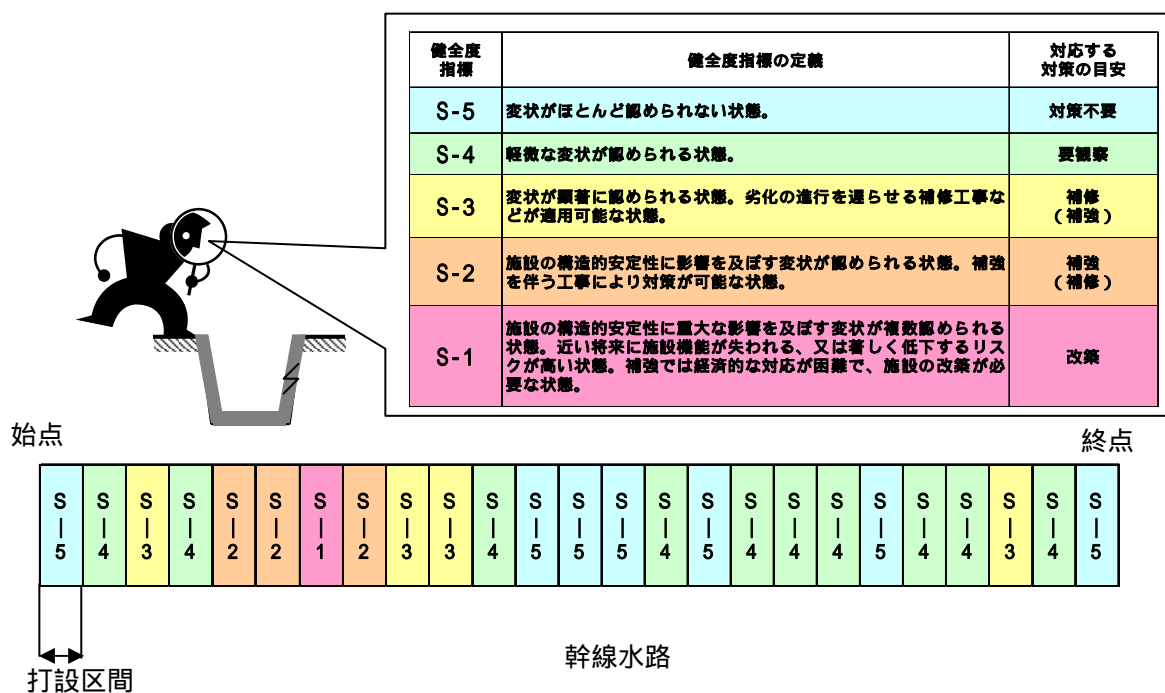 健全度
指標
健全度指標の定義
対応する
対策の目安
S-5
変状がほとんど認められない状態。
対策不要
S-4
軽微な変状が認められる状態。
要観察
S-3
変状が顕著に認められる状態。劣化の進行を遅らせる補修工事な
どが適用可能な状態。
補修
(補強)
S-2
施設の構造的安定性に影響を及ぼす変状が認められる状態。補強
を伴う工事により対策が可能な状態。
補強
(補修)
S-1
施設の構造的安定性に重大な影響を及ぼす変状が複数認められる
状態。近い将来に施設機能が失われる、又は著しく低下するリス
クが高い状態。補強では経済的な対応が困難で、施設の改築が必
要な状態。
改築
始点
終点
S-5
S-4
S-3
S-4
S-2
S-2
S-1
S-2
S-3
S-3
S-4
S-5
S-5
S-5
S-4
S-5
S-4
S-4
S-4
S-5
S-4
S-4
S-3
S-4
S-5
打設区間
幹線水路